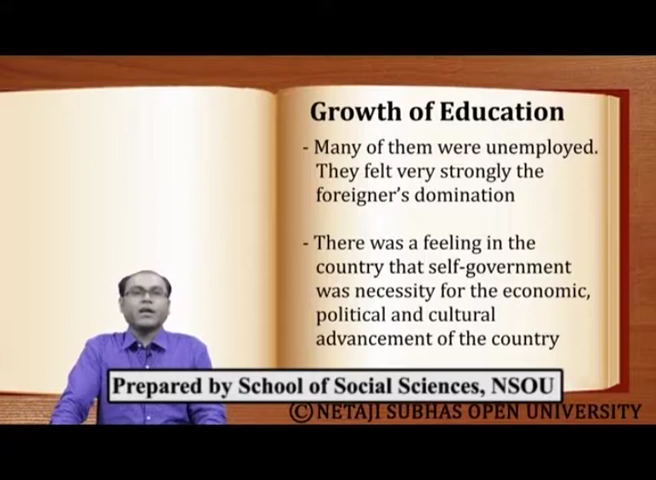 Growth of Education
- Many of them were unemployed.
They felt very strongly the
foreigner's domination
- There was a feeling in the
country that self-government
was necessity for the economic,
political and cultural
advancement of the country
Prepared by School of Social Sciences, NSOU
©NETAJI SUBHAS OPEN UNIVERSITY